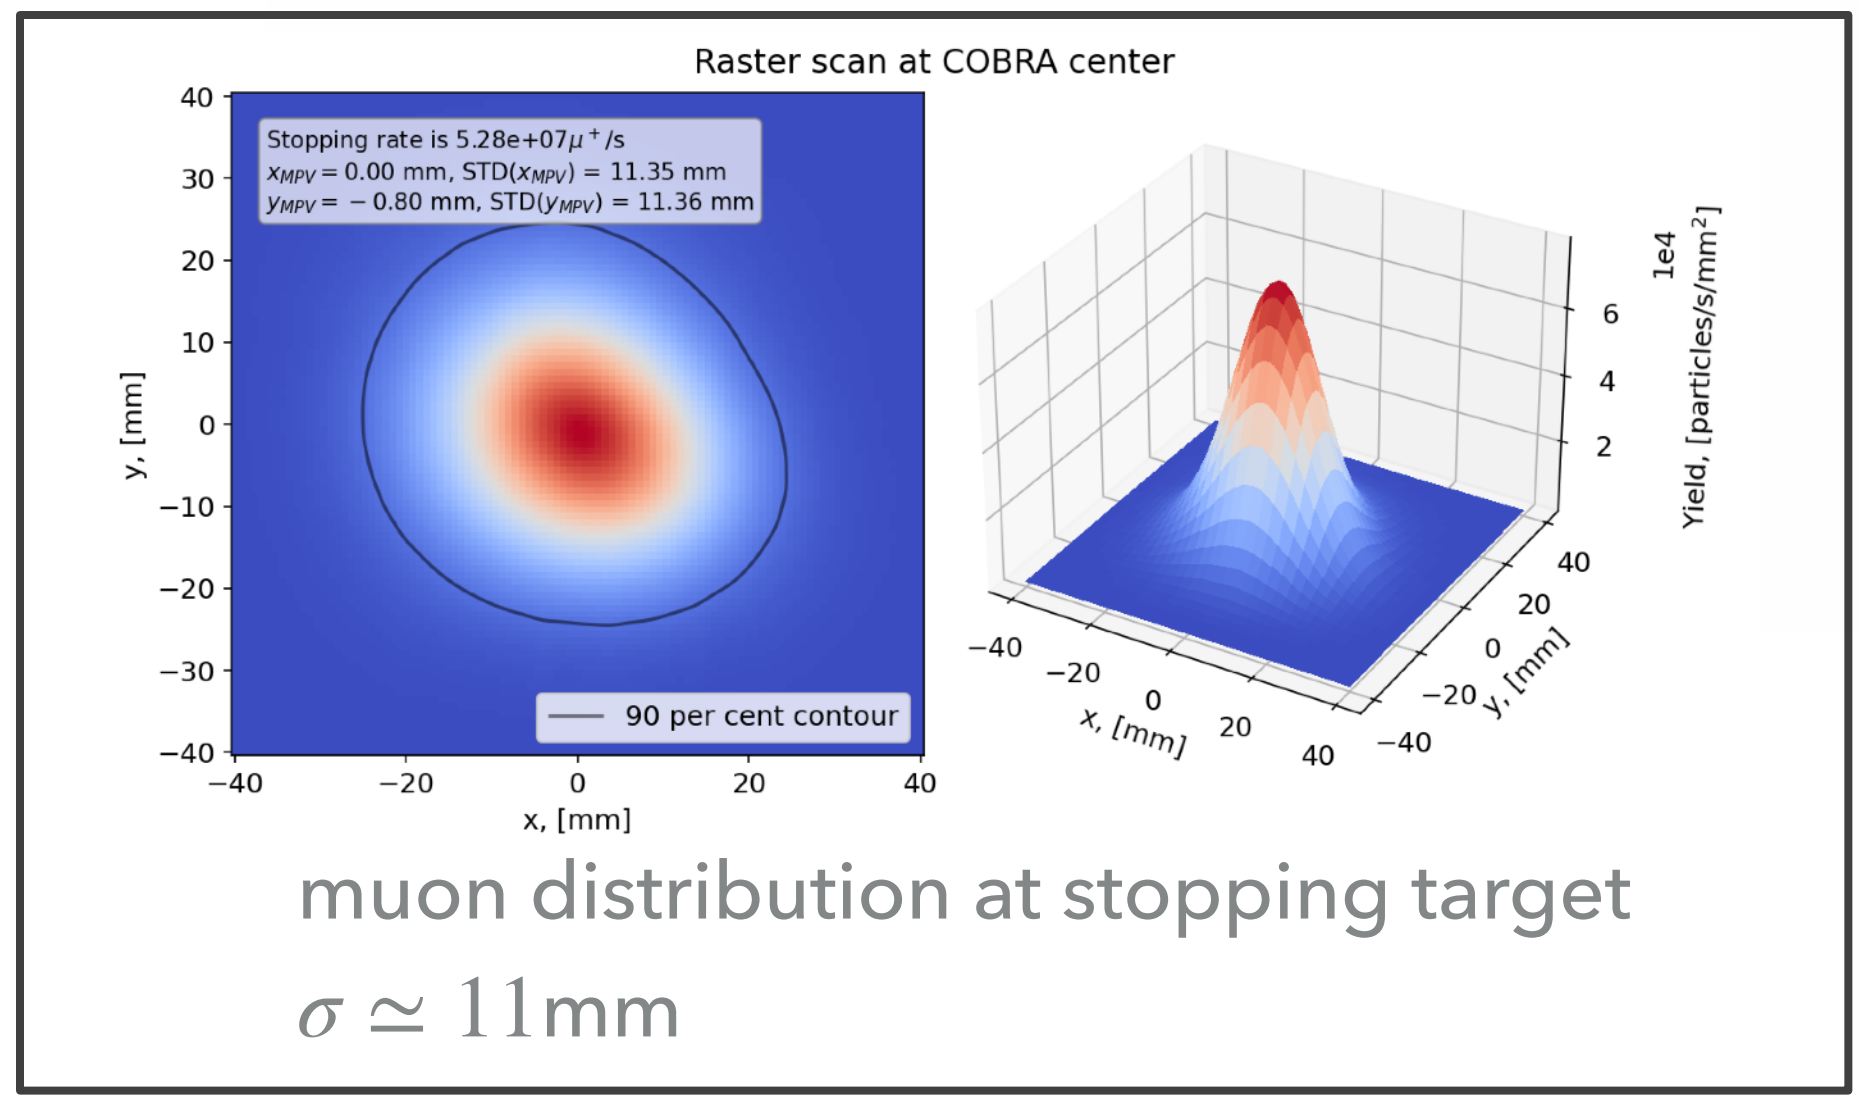 Raster scan at COBRA center
Stopping rate is 5.28e+07μ⁺/s
x_MPV = 0.00 mm, STD(x_MPV) = 11.35 mm
y_MPV = − 0.80 mm, STD(y_MPV) = 11.36 mm
40
30
20
10
0
−10
−20
−30
−40
y, [mm]
−40
−20
0
20
40
x, [mm]
90 per cent contour
1e4
Yield, [particles/s/mm²]
6
4
2
−40
−20
0
20
40
x, [mm]
40
20
0
−20
−40
y, [mm]
muon distribution at stopping target
σ ≃ 11mm